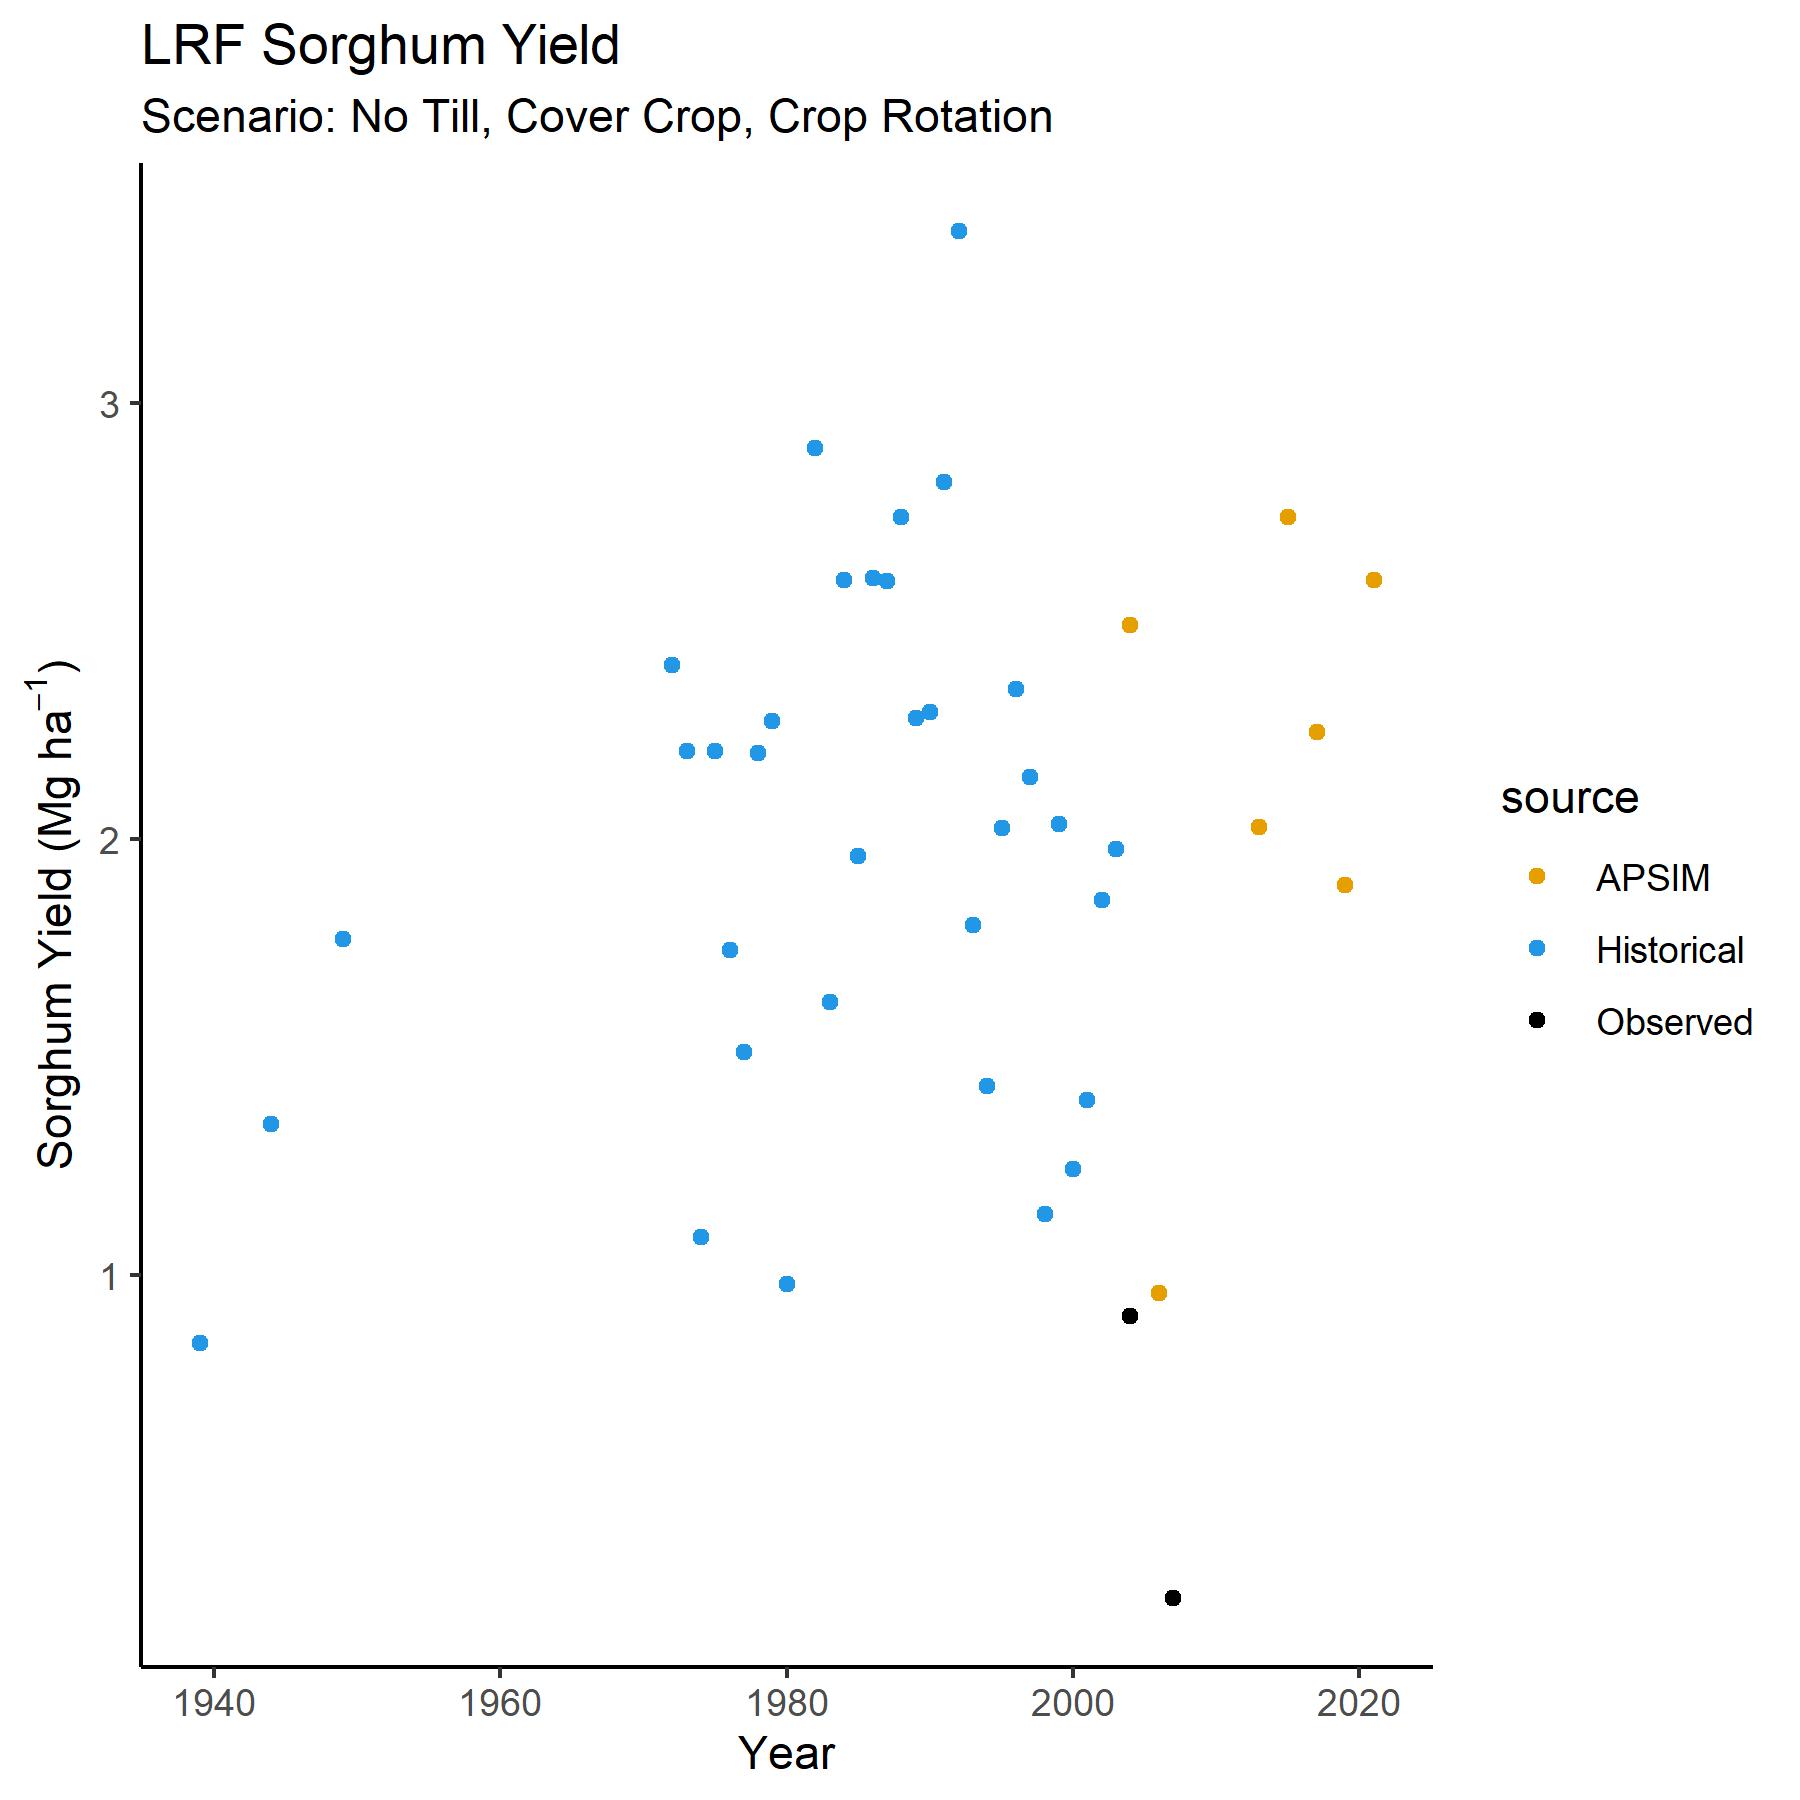 LRF Sorghum Yield
Scenario: No Till, Cover Crop, Crop Rotation
Sorghum Yield (Mg ha⁻¹)
3
2
1
1940 1960 1980 2000 2020
Year
source
APSIM
Historical
Observed